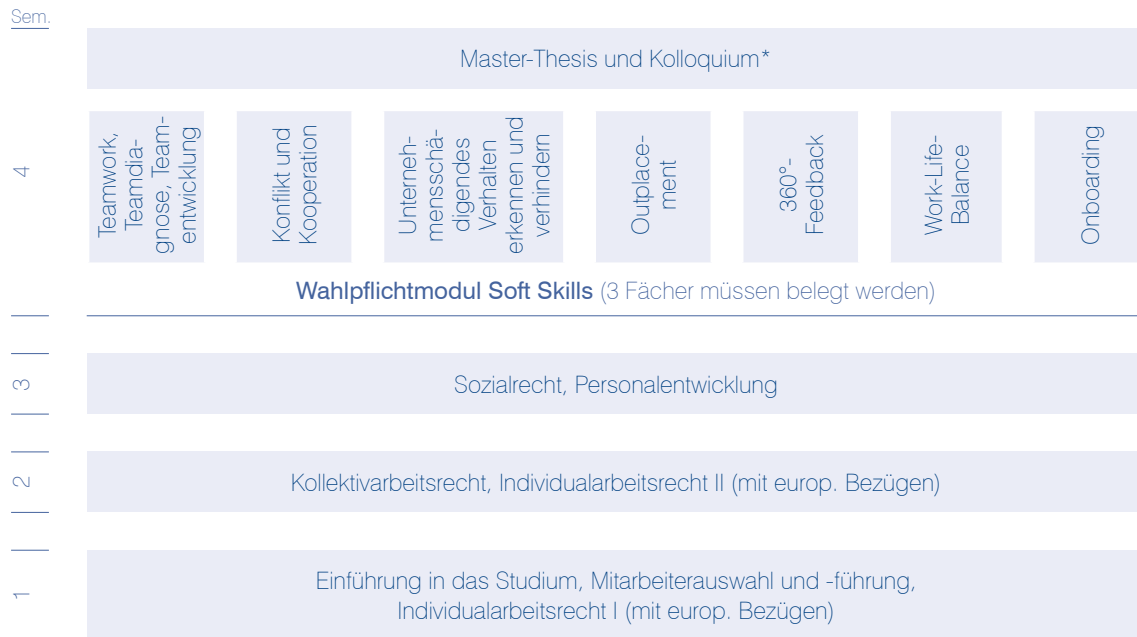 Sem.
Master-Thesis und Kolloquium*
4
Teamwork,
Teamdia-
gnose, Team-
entwicklung
Konflikt und
Kooperation
Unterneh-
mensschä-
digendes
Verhalten
erkennen und
verhindern
Outplace-
ment
360°-
Feedback
Work-Life-
Balance
Onboarding
Wahlpflichtmodul Soft Skills (3 Fächer müssen belegt werden)
3
Sozialrecht, Personalentwicklung
2
Kollektivarbeitsrecht, Individualarbeitsrecht II (mit europ. Bezügen)
1
Einführung in das Studium, Mitarbeiterauswahl und -führung,
Individualarbeitsrecht I (mit europ. Bezügen)